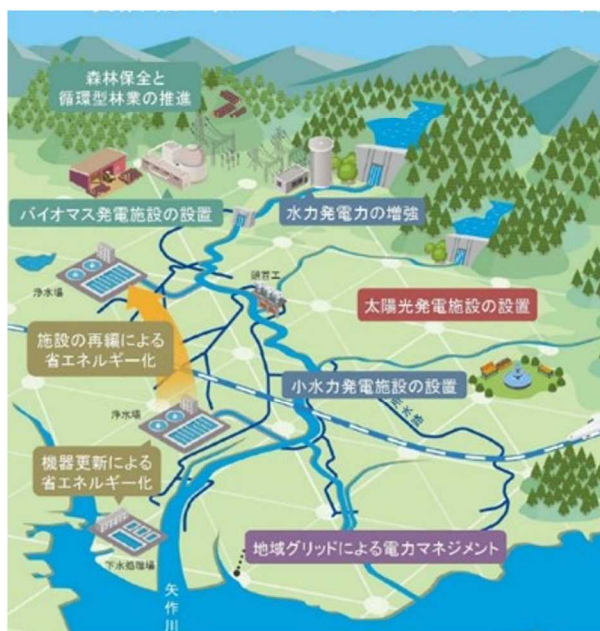 森林保全と
循環型林業の推進
バイオマス発電施設の設置
水力発電力の増強
浄水場
頭首工
太陽光発電施設の設置
施設の再編による
省エネルギー化
小水力発電施設の設置
浄水場
機器更新による
省エネルギー化
下水処理場
地域グリッドによる電力マネジメント
矢作川